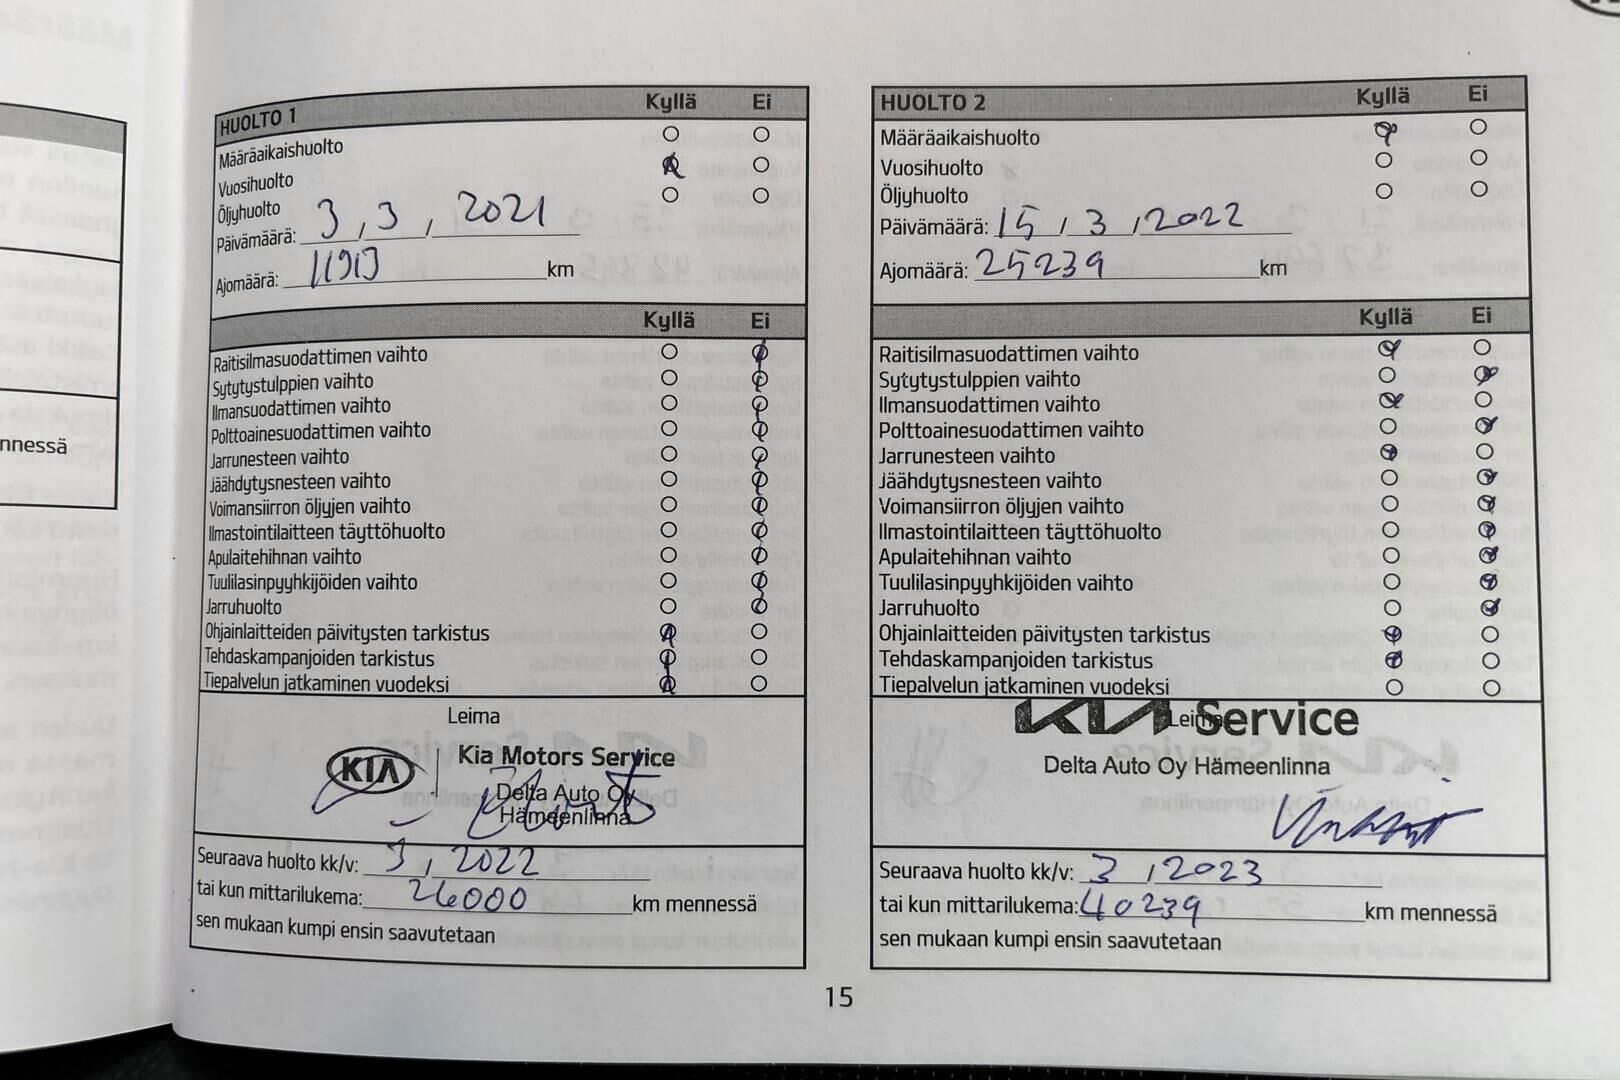 nnessä
HUOLTO 1 Kyllä Ei
Määräaikaishuolto
Vuosihuolto
Öljyhuolto
Päivämäärä: 3, 3, 2021
Ajomäärä: km
Kyllä Ei
Raitisilmasuodattimen vaihto
Sytytystulppien vaihto
Ilmansuodattimen vaihto
Polttoainesuodattimen vaihto
Jarrunesteen vaihto
Jäähdytysnesteen vaihto
Voimansiirron öljyjen vaihto
Ilmastointilaitteen täyttöhuolto
Apulaitehihnan vaihto
Tuulilasinpyyhkijöiden vaihto
Jarruhuolto
Ohjainlaitteiden päivitysten tarkistus
Tehdaskampanjoiden tarkistus
Tiepalvelun jatkaminen vuodeksi
Leima
KIA Kia Motors Service
Delta Auto Oy
Hämeenlinna
Seuraava huolto kk/v: 3, 2022
tai kun mittarilukema: 26000 km mennessä
sen mukaan kumpi ensin saavutetaan
HUOLTO 2 Kyllä Ei
Määräaikaishuolto
Vuosihuolto
Öljyhuolto
Päivämäärä: 15 / 3 / 2022
Ajomäärä: 25239 km
Kyllä Ei
Raitisilmasuodattimen vaihto
Sytytystulppien vaihto
Ilmansuodattimen vaihto
Polttoainesuodattimen vaihto
Jarrunesteen vaihto
Jäähdytysnesteen vaihto
Voimansiirron öljyjen vaihto
Ilmastointilaitteen täyttöhuolto
Apulaitehihnan vaihto
Tuulilasinpyyhkijöiden vaihto
Jarruhuolto
Ohjainlaitteiden päivitysten tarkistus
Tehdaskampanjoiden tarkistus
Tiepalvelun jatkaminen vuodeksi
Leima
KIA Service
Delta Auto Oy Hämeenlinna
Seuraava huolto kk/v: 3 / 2023
tai kun mittarilukema: 40239 km mennessä
sen mukaan kumpi ensin saavutetaan
15